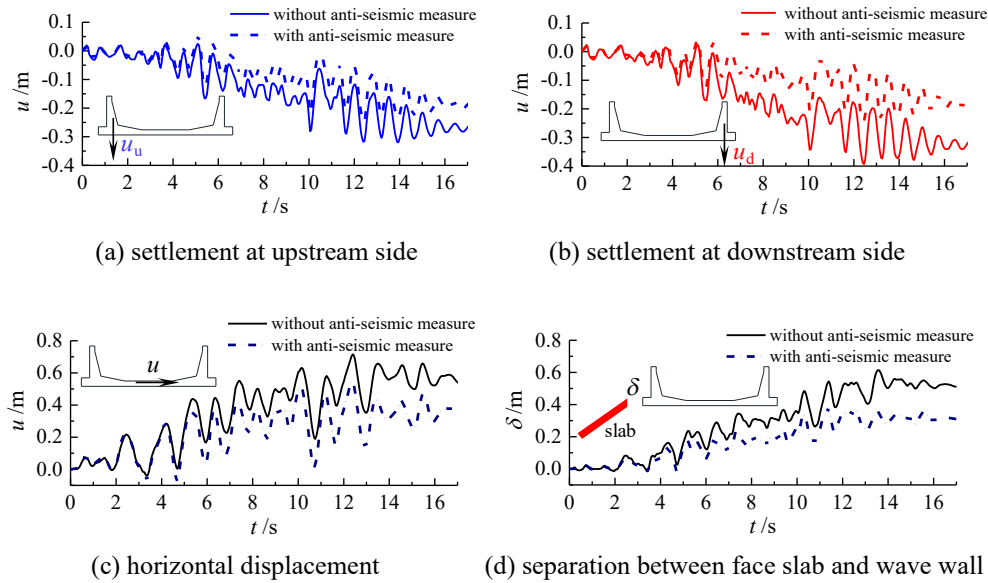 without anti-seismic measure
with anti-seismic measure
u /m
0.1
0.0
-0.1
-0.2
-0.3
-0.4
u_u
0 2 4 6 8 10 12 14 16
t /s
(a) settlement at upstream side
without anti-seismic measure
with anti-seismic measure
u /m
0.1
0.0
-0.1
-0.2
-0.3
-0.4
u_d
0 2 4 6 8 10 12 14 16
t /s
(b) settlement at downstream side
without anti-seismic measure
with anti-seismic measure
u /m
0.8
0.6
0.4
0.2
0.0
u
0 2 4 6 8 10 12 14 16
t /s
(c) horizontal displacement
without anti-seismic measure
with anti-seismic measure
δ /m
0.8
0.6
0.4
0.2
0.0
δ
slab
0 2 4 6 8 10 12 14 16
t /s
(d) separation between face slab and wave wall